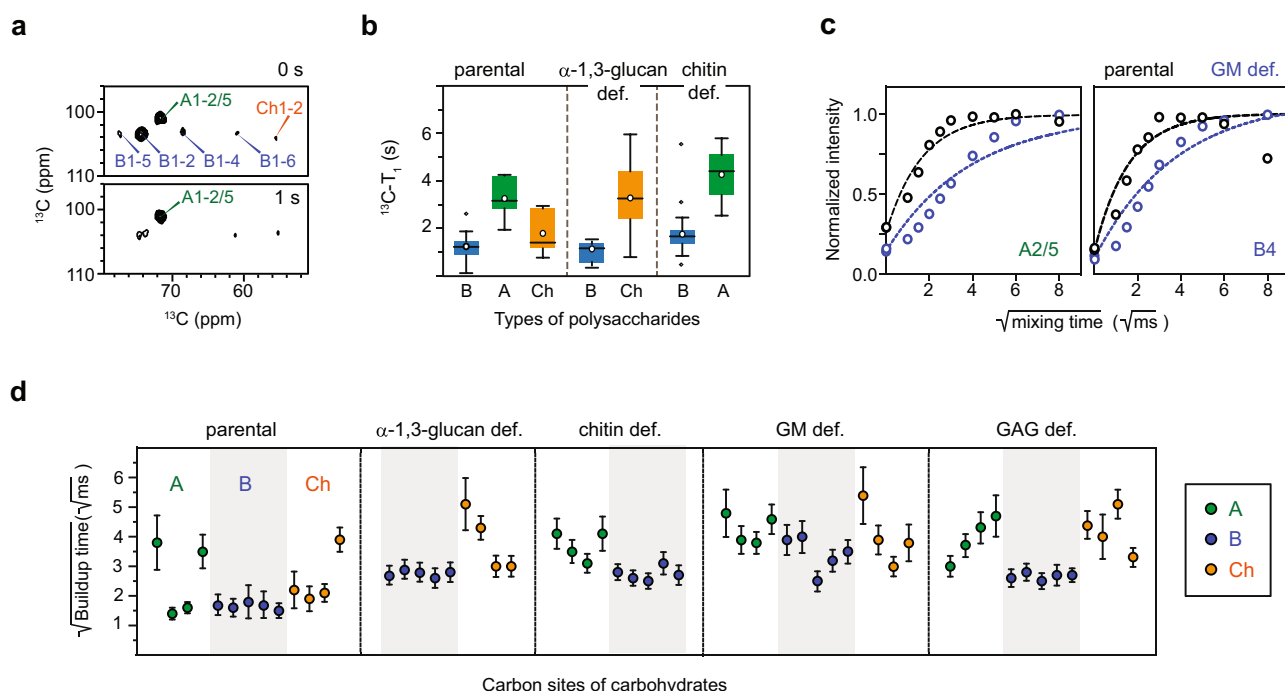 a
0 s
100
A1-2/5
Ch1-2
B1-5
B1-2
B1-4
B1-6
110
1 s
100
A1-2/5
110
70
60
¹³C (ppm)
¹³C (ppm)
b
parental
α-1,3-glucan def.
chitin def.
6
4
2
¹³C-T₁ (s)
B
A
Ch
B
Ch
B
A
Types of polysaccharides
c
parental
GM def.
1.0
0.5
0.0
Normalized intensity
A2/5
B4
2
4
6
8
2
4
6
8
√mixing time (√ms)
d
parental
α-1,3-glucan def.
chitin def.
GM def.
GAG def.
A
B
Ch
6
5
4
3
2
1
√Buildup time(√ms)
Carbon sites of carbohydrates
A
B
Ch